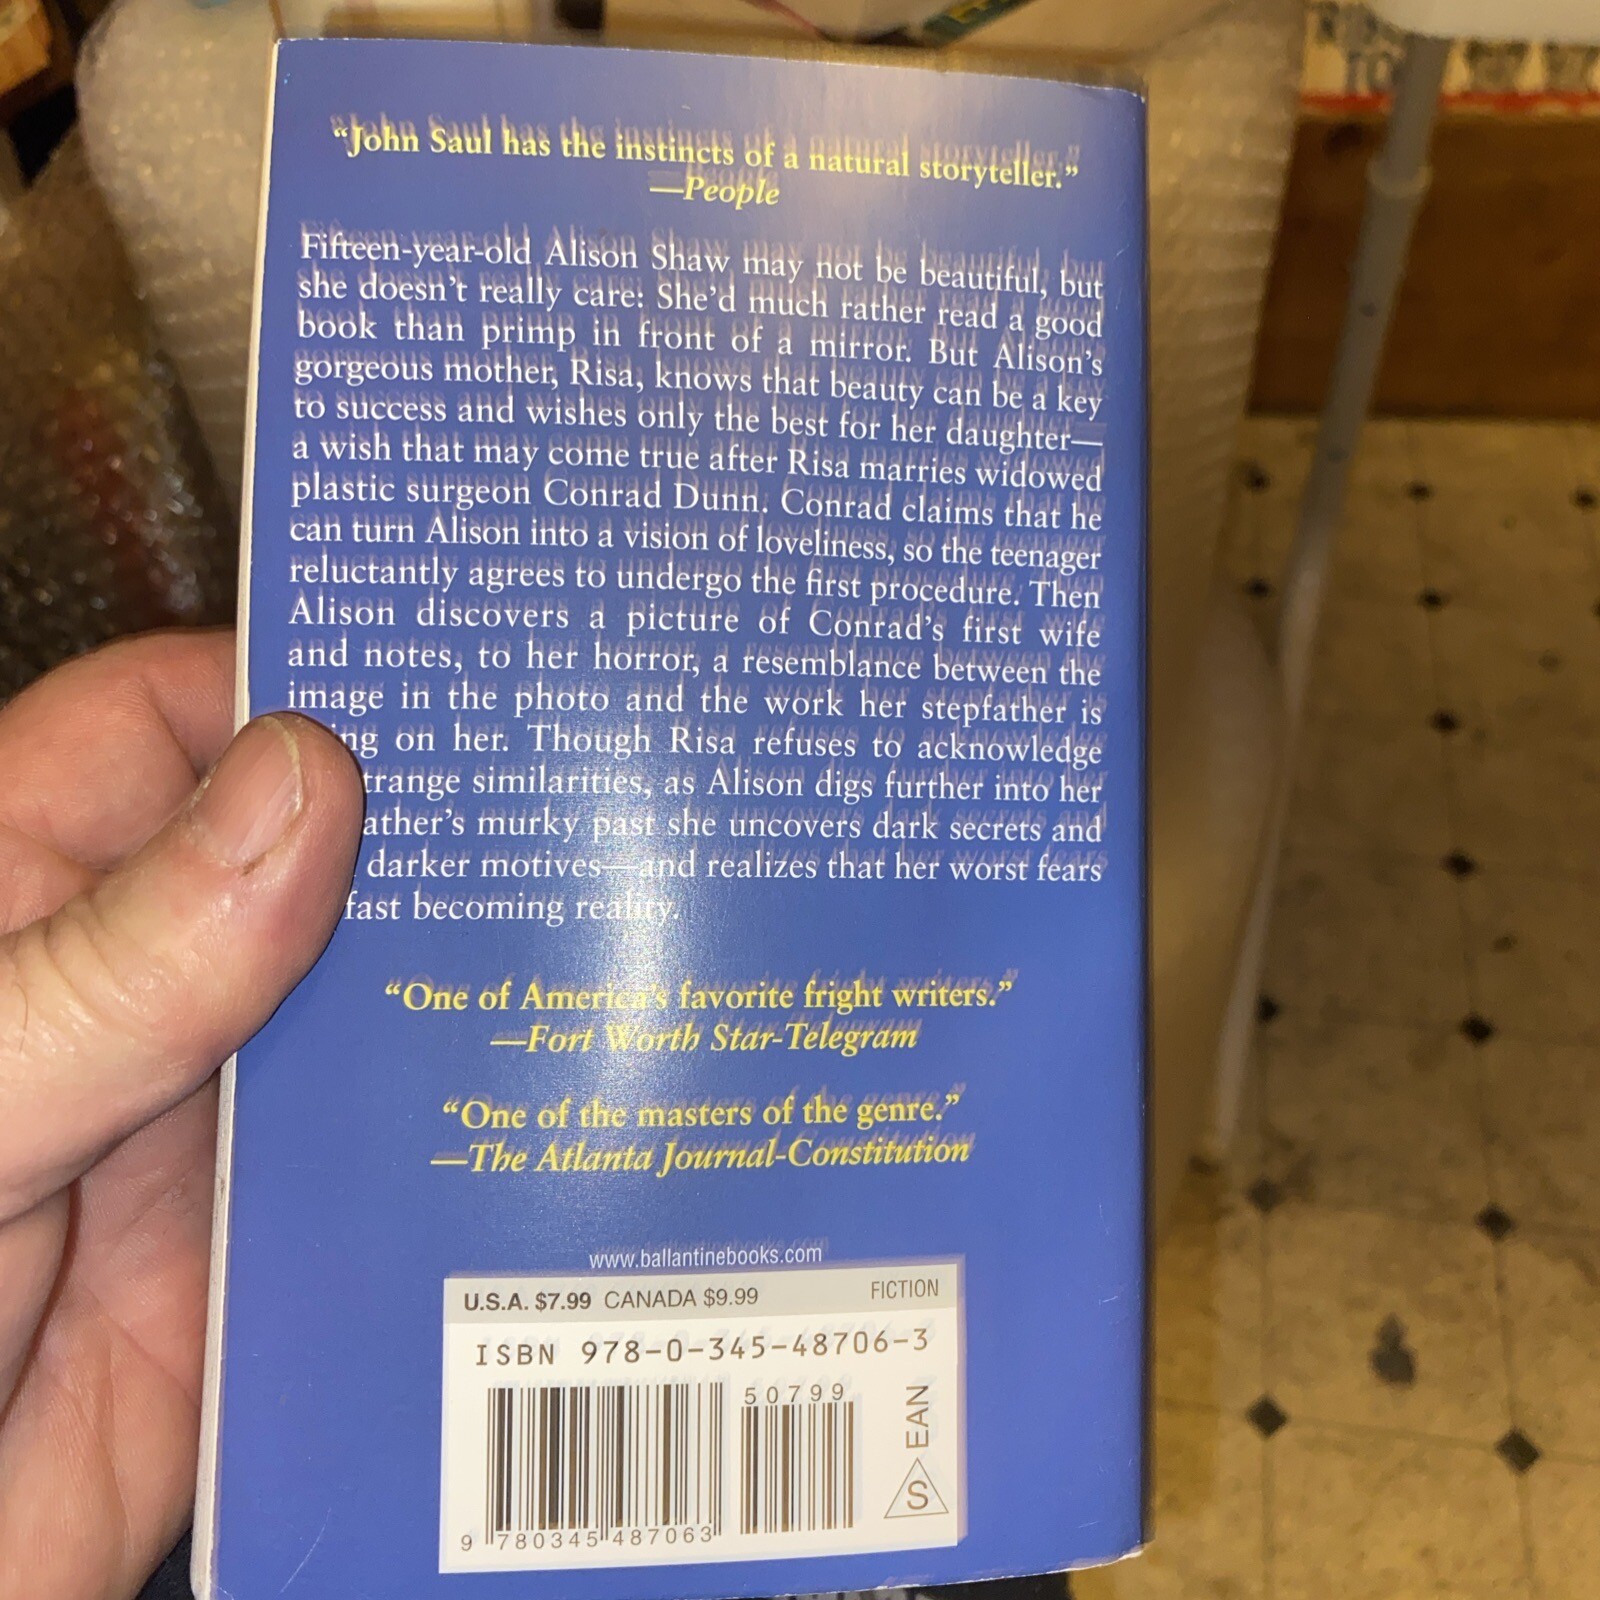 “John Saul has the instincts of a natural storyteller.”
—People
Fifteen-year-old Alison Shaw may not be beautiful, but
she doesn’t really care: She’d much rather read a good
book than primp in front of a mirror. But Alison’s
gorgeous mother, Risa, knows that beauty can be a key
to success and wishes only the best for her daughter—
a wish that may come true after Risa marries widowed
plastic surgeon Conrad Dunn. Conrad claims that he
can turn Alison into a vision of loveliness, so the teenager
reluctantly agrees to undergo the first procedure. Then
Alison discovers a picture of Conrad’s first wife
and notes, to her horror, a resemblance between the
image in the photo and the work her stepfather is
ng on her. Though Risa refuses to acknowledge
trange similarities, as Alison digs further into her
ather’s murky past she uncovers dark secrets and
darker motives—and realizes that her worst fears
fast becoming reality.
“One of America’s favorite fright writers.”
—Fort Worth Star-Telegram
“One of the masters of the genre.”
—The Atlanta Journal-Constitution
www.ballantinebooks.com
U.S.A. $7.99 CANADA $9.99 FICTION
ISBN 978-0-345-48706-3
50799
EAN
S
9 780345 487063